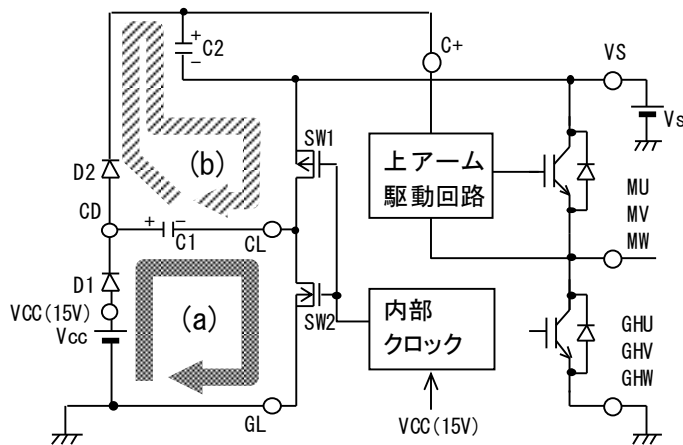 +
-
C2
C+
VS
Vs
SW1
上アーム
駆動回路
(b)
D2
CD
+
-
C1
CL
MU
MV
MW
D1
VCC(15V)
Vcc
(a)
SW2
内部
クロック
GHU
GHV
GHW
GL
VCC(15V)